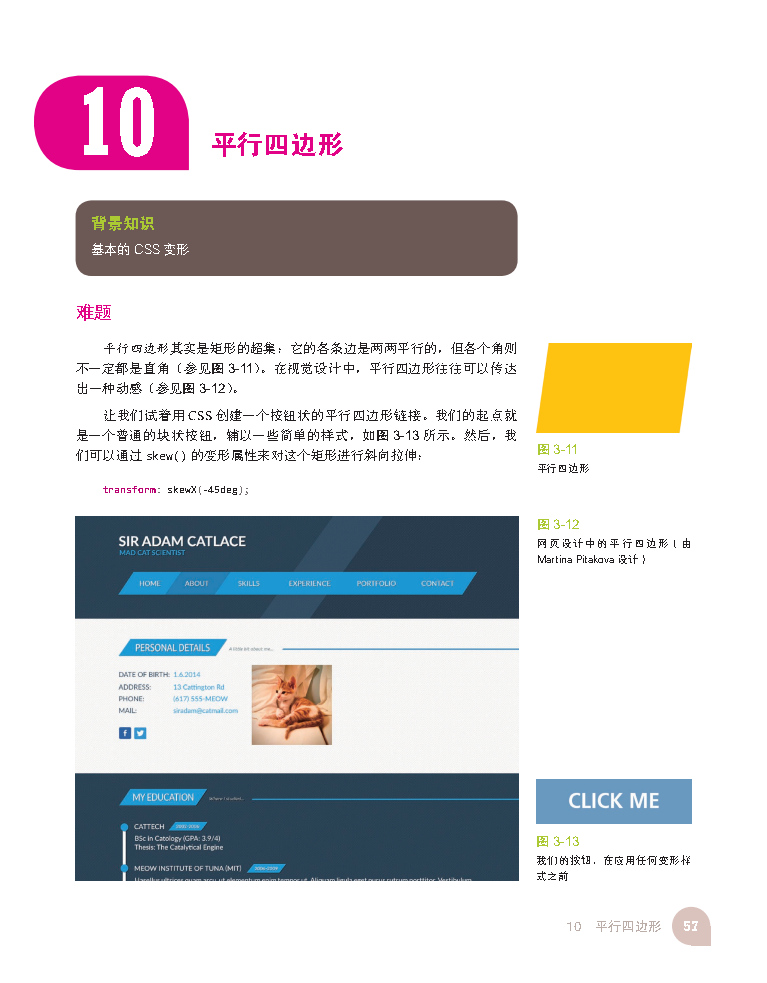 10
平行四边形
背景知识
基本的 CSS 变形
难题
平行四边形其实是矩形的超集：它的各条边是两两平行的，但各个角则
不一定都是直角（参见图 3-11）。在视觉设计中，平行四边形往往可以传达
出一种动感（参见图 3-12）。
让我们试着用 CSS 创建一个按钮状的平行四边形链接。我们的起点就
是一个普通的块状按钮，辅以一些简单的样式，如图 3-13 所示。然后，我
们可以通过 skew() 的变形属性来对这个矩形进行斜向拉伸：
transform: skewX(-45deg);
图 3-11
平行四边形
图 3-12
网页设计中的平行四边形（由
Martina Pitakova 设计）
SIR ADAM CATLACE
MAD CAT SCIENTIST
HOME ABOUT SKILLS EXPERIENCE PORTFOLIO CONTACT
PERSONAL DETAILS A little bit about me...
DATE OF BIRTH: 1.6.2014
ADDRESS: 13 Cattington Rd
PHONE: (617) 555-MEOW
MAIL: siradam@catmail.com
MY EDUCATION
CATTECH
BSc in Catology (GPA: 3.9/4)
Thesis: The Catalytical Engine
MEOW INSTITUTE OF TUNA (MIT)
CLICK ME
图 3-13
我们的按钮，在应用任何变形样
式之前
10 平行四边形 57